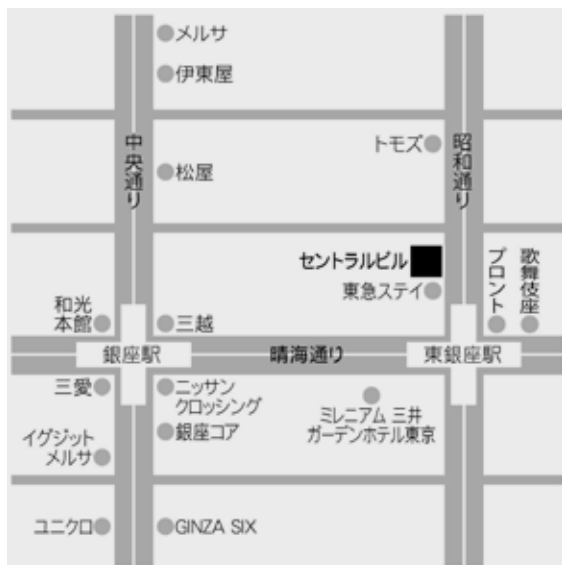 メルサ
伊東屋
中央通り
トモズ
昭和通り
松屋
セントラルビル
東急ステイ
プロント
歌舞伎座
和光
本館
三越
銀座駅
晴海通り
東銀座駅
三愛
ニッサン
クロッシング
銀座コア
イグジット
メルサ
ミレニアム 三井
ガーデンホテル東京
ユニクロ
GINZA SIX